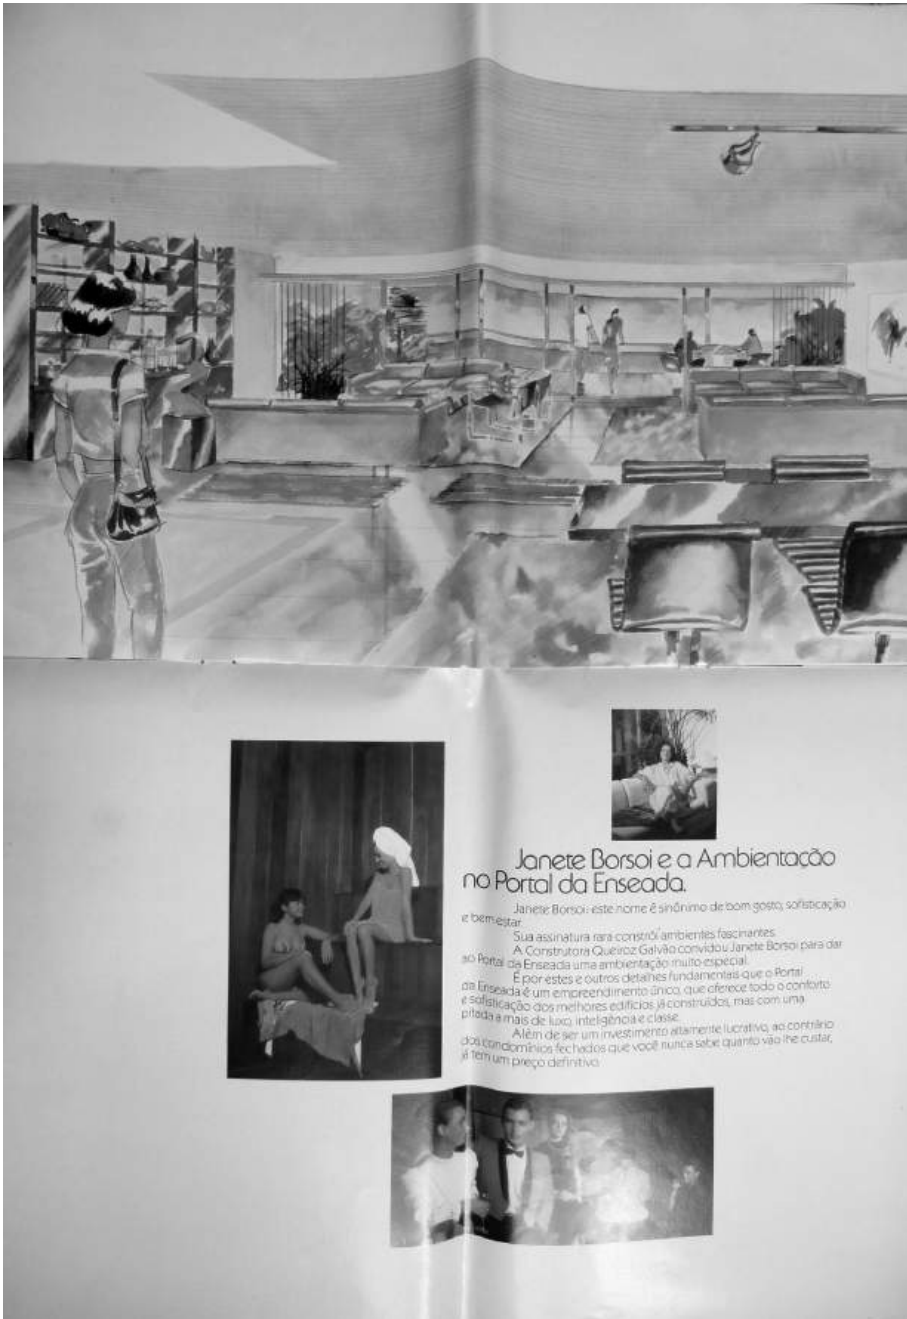 Janete Borsoi e a Ambientação
no Portal da Enseada.
Janete Borsoi: este nome é sinônimo de bom gosto, sofisticação
e bem-estar.
Sua assinatura rara constrói ambientes fascinantes.
A Construtora Queiroz Galvão convidou Janete Borsoi para dar
ao Portal da Enseada uma ambientação muito especial.
É por estes e outros detalhes fundamentais que o Portal
da Enseada é um empreendimento único, que oferece todo o conforto
e sofisticação dos melhores edifícios já construídos, mas com uma
pitada a mais de luxo, inteligência e classe.
Além de ser um investimento altamente lucrativo, ao contrário
dos condomínios fechados que você nunca sabe quanto vão lhe custar,
já tem um preço definitivo.